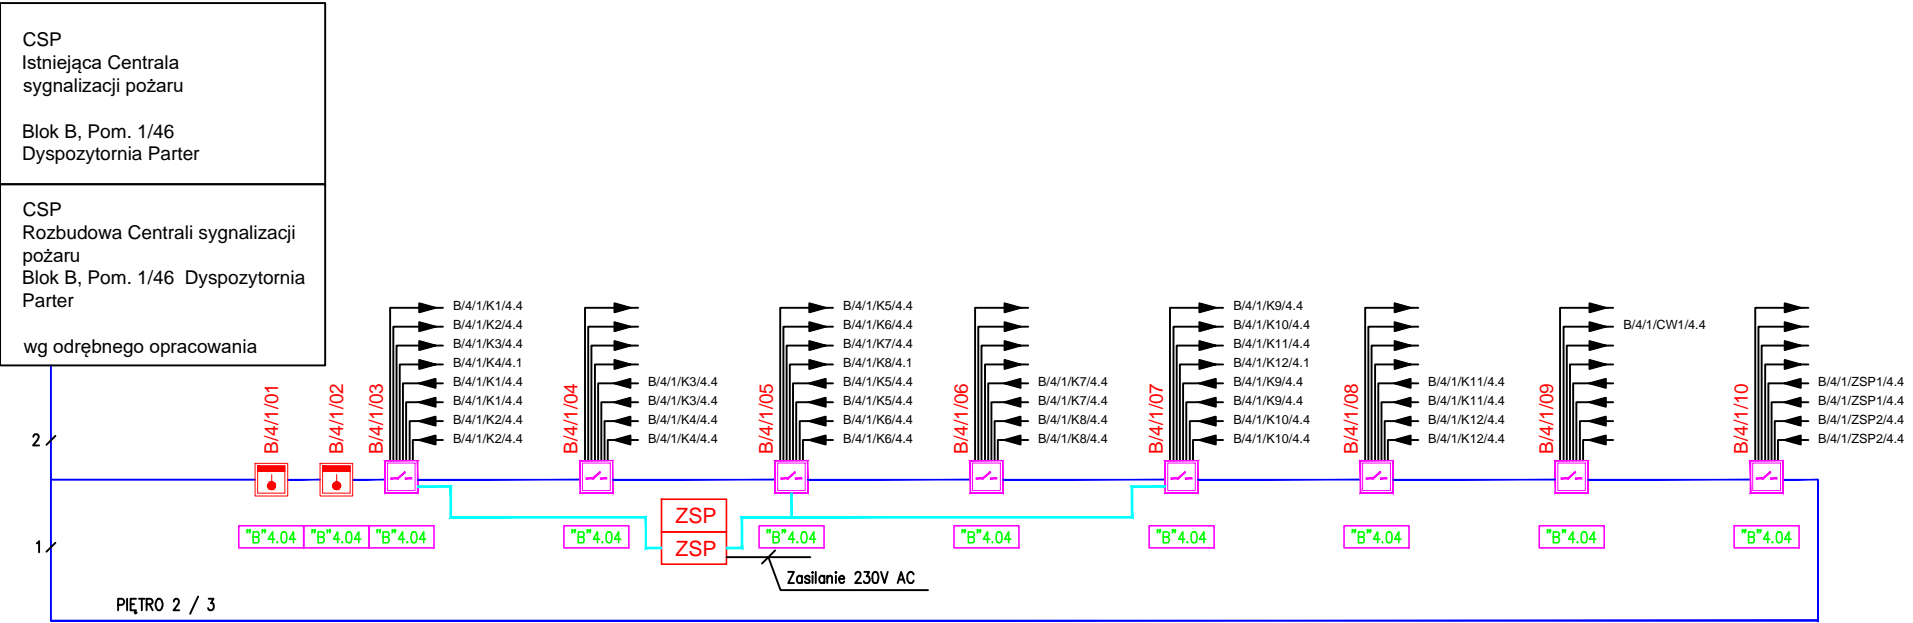 CSP
Istniejąca Centrala
sygnalizacji pożaru
Blok B, Pom. 1/46
Dyspozytornia Parter
CSP
Rozbudowa Centrali sygnalizacji
pożaru
Blok B, Pom. 1/46 Dyspozytornia
Parter
wg odrębnego opracowania
2
1
B/4/1/01
B/4/1/02
B/4/1/03
B/4/1/K1/4.4
B/4/1/K2/4.4
B/4/1/K3/4.4
B/4/1/K4/4.1
B/4/1/K1/4.4
B/4/1/K1/4.4
B/4/1/K2/4.4
B/4/1/K2/4.4
B/4/1/04
B/4/1/K3/4.4
B/4/1/K3/4.4
B/4/1/K4/4.4
B/4/1/K4/4.4
B/4/1/05
B/4/1/K5/4.4
B/4/1/K6/4.4
B/4/1/K7/4.4
B/4/1/K8/4.1
B/4/1/K5/4.4
B/4/1/K5/4.4
B/4/1/K6/4.4
B/4/1/K6/4.4
B/4/1/06
B/4/1/K7/4.4
B/4/1/K7/4.4
B/4/1/K8/4.4
B/4/1/K8/4.4
B/4/1/07
B/4/1/K9/4.4
B/4/1/K10/4.4
B/4/1/K11/4.4
B/4/1/K12/4.1
B/4/1/K9/4.4
B/4/1/K9/4.4
B/4/1/K10/4.4
B/4/1/K10/4.4
B/4/1/08
B/4/1/K11/4.4
B/4/1/K11/4.4
B/4/1/K12/4.4
B/4/1/K12/4.4
B/4/1/09
B/4/1/CW1/4.4
B/4/1/10
B/4/1/ZSP1/4.4
B/4/1/ZSP1/4.4
B/4/1/ZSP2/4.4
B/4/1/ZSP2/4.4
"B"4.04
"B"4.04
"B"4.04
"B"4.04
ZSP
ZSP
"B"4.04
"B"4.04
"B"4.04
"B"4.04
"B"4.04
"B"4.04
Zasilanie 230V AC
PIĘTRO 2 / 3